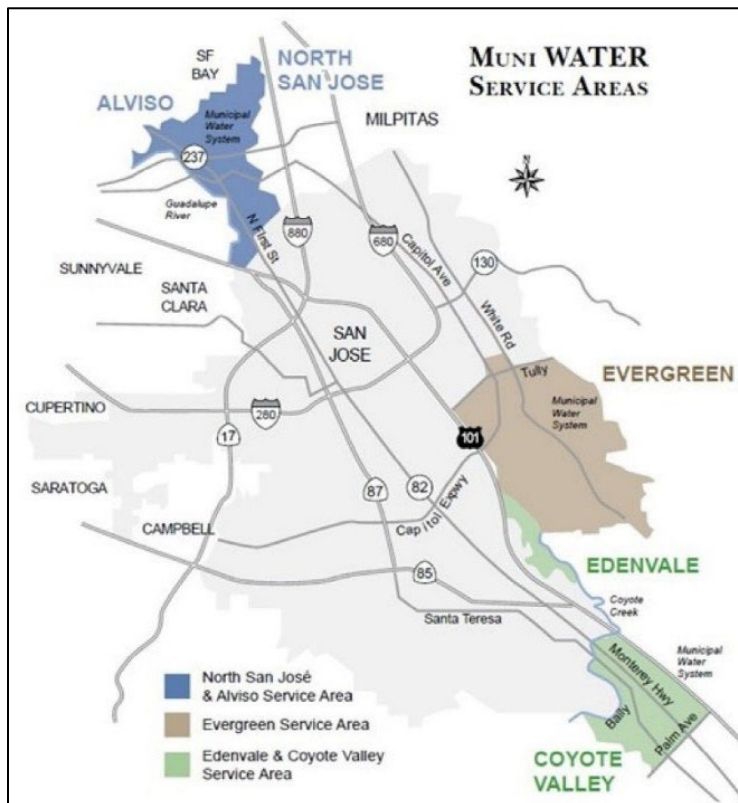 MUNI WATER
SERVICE AREAS
SF
BAY
NORTH
SAN JOSE
ALVISO
Municipal
Water
System
MILPITAS
237
N
Guadalupe
River
N First St
880
680
Capitol Ave
130
SUNNYVALE
SANTA
CLARA
White Rd
SAN
JOSE
Tully
EVERGREEN
CUPERTINO
280
Municipal
Water
System
17
101
SARATOGA
87
82
Capitol Expwy
CAMPBELL
EDENVALE
85
Coyote
Creek
Santa Teresa
Municipal
Water
System
Monterey Hwy
Baily
Palm Ave
COYOTE
VALLEY
North San José
& Alviso Service Area
Evergreen Service Area
Edenvale & Coyote Valley
Service Area